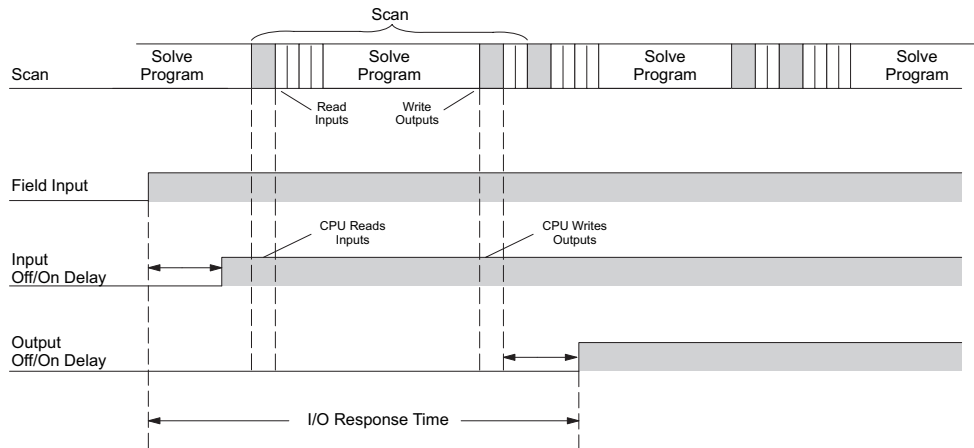 Scan
Scan
Solve
Program
Solve
Program
Solve
Program
Solve
Program
Read
Inputs
Write
Outputs
Field Input
CPU Reads
Inputs
CPU Writes
Outputs
Input
Off/On Delay
Output
Off/On Delay
I/O Response Time